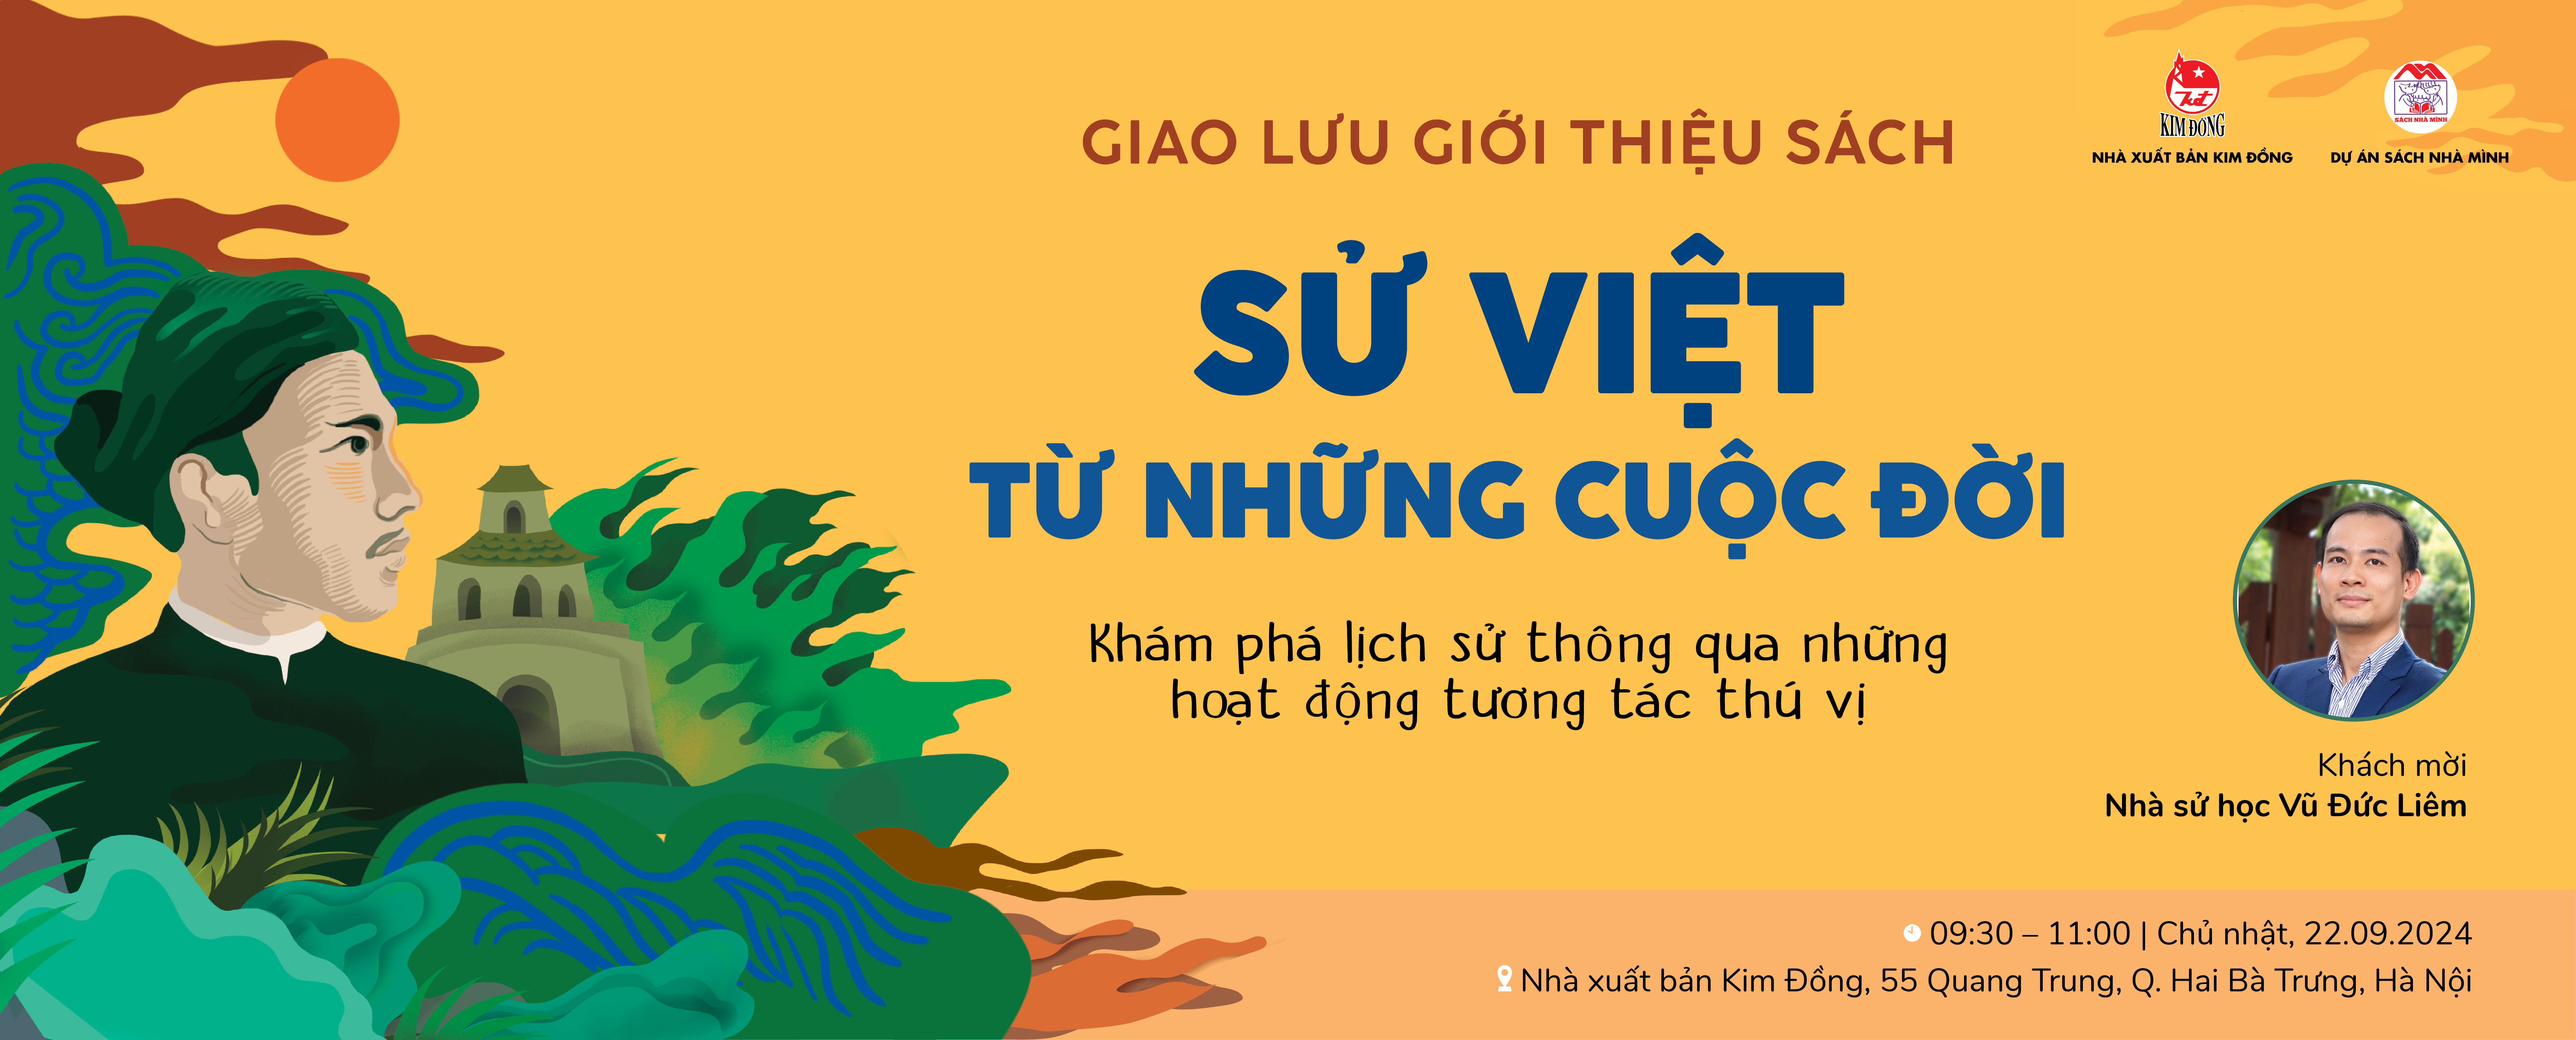 GIAO LƯU GIỚI THIỆU SÁCH
SỬ VIỆT
TỪ NHỮNG CUỘC ĐỜI
Khám phá lịch sử thông qua những
hoạt động tương tác thú vị
Kđ
KIM ĐỒNG
NHÀ XUẤT BẢN KIM ĐỒNG
SÁCH NHÀ MÌNH
DỰ ÁN SÁCH NHÀ MÌNH
Khách mời
Nhà sử học Vũ Đức Liêm
09:30 – 11:00 | Chủ nhật, 22.09.2024
Nhà xuất bản Kim Đồng, 55 Quang Trung, Q. Hai Bà Trưng, Hà Nội